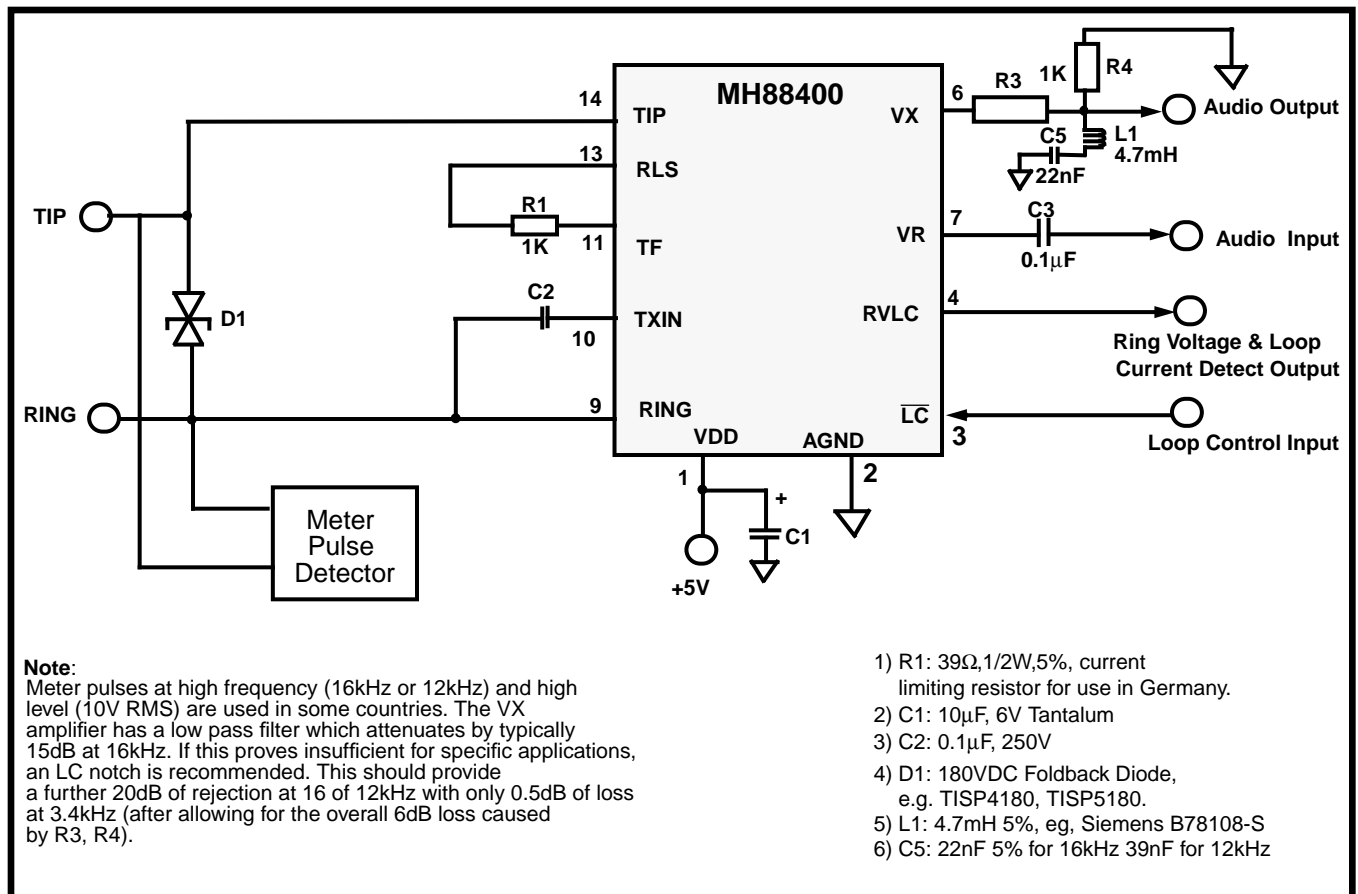 MH88400
14
TIP
13
RLS
R1
1K
11
TF
C2
TXIN
10
TIP
D1
RING
9
RING
VDD
AGND
1
2
+
C1
+5V
Meter
Pulse
Detector
6
VX
R3
1K
R4
Audio Output
C5
L1
4.7mH
22nF
7
VR
C3
0.1µF
Audio Input
4
RVLC
Ring Voltage & Loop
Current Detect Output
LC
3
Loop Control Input
Note:
Meter pulses at high frequency (16kHz or 12kHz) and high
level (10V RMS) are used in some countries. The VX
amplifier has a low pass filter which attenuates by typically
15dB at 16kHz. If this proves insufficient for specific applications,
an LC notch is recommended. This should provide
a further 20dB of rejection at 16 of 12kHz with only 0.5dB of loss
at 3.4kHz (after allowing for the overall 6dB loss caused
by R3, R4).
1) R1: 39Ω,1/2W,5%, current
limiting resistor for use in Germany.
2) C1: 10µF, 6V Tantalum
3) C2: 0.1µF, 250V
4) D1: 180VDC Foldback Diode,
e.g. TISP4180, TISP5180.
5) L1: 4.7mH 5%, eg, Siemens B78108-S
6) C5: 22nF 5% for 16kHz 39nF for 12kHz